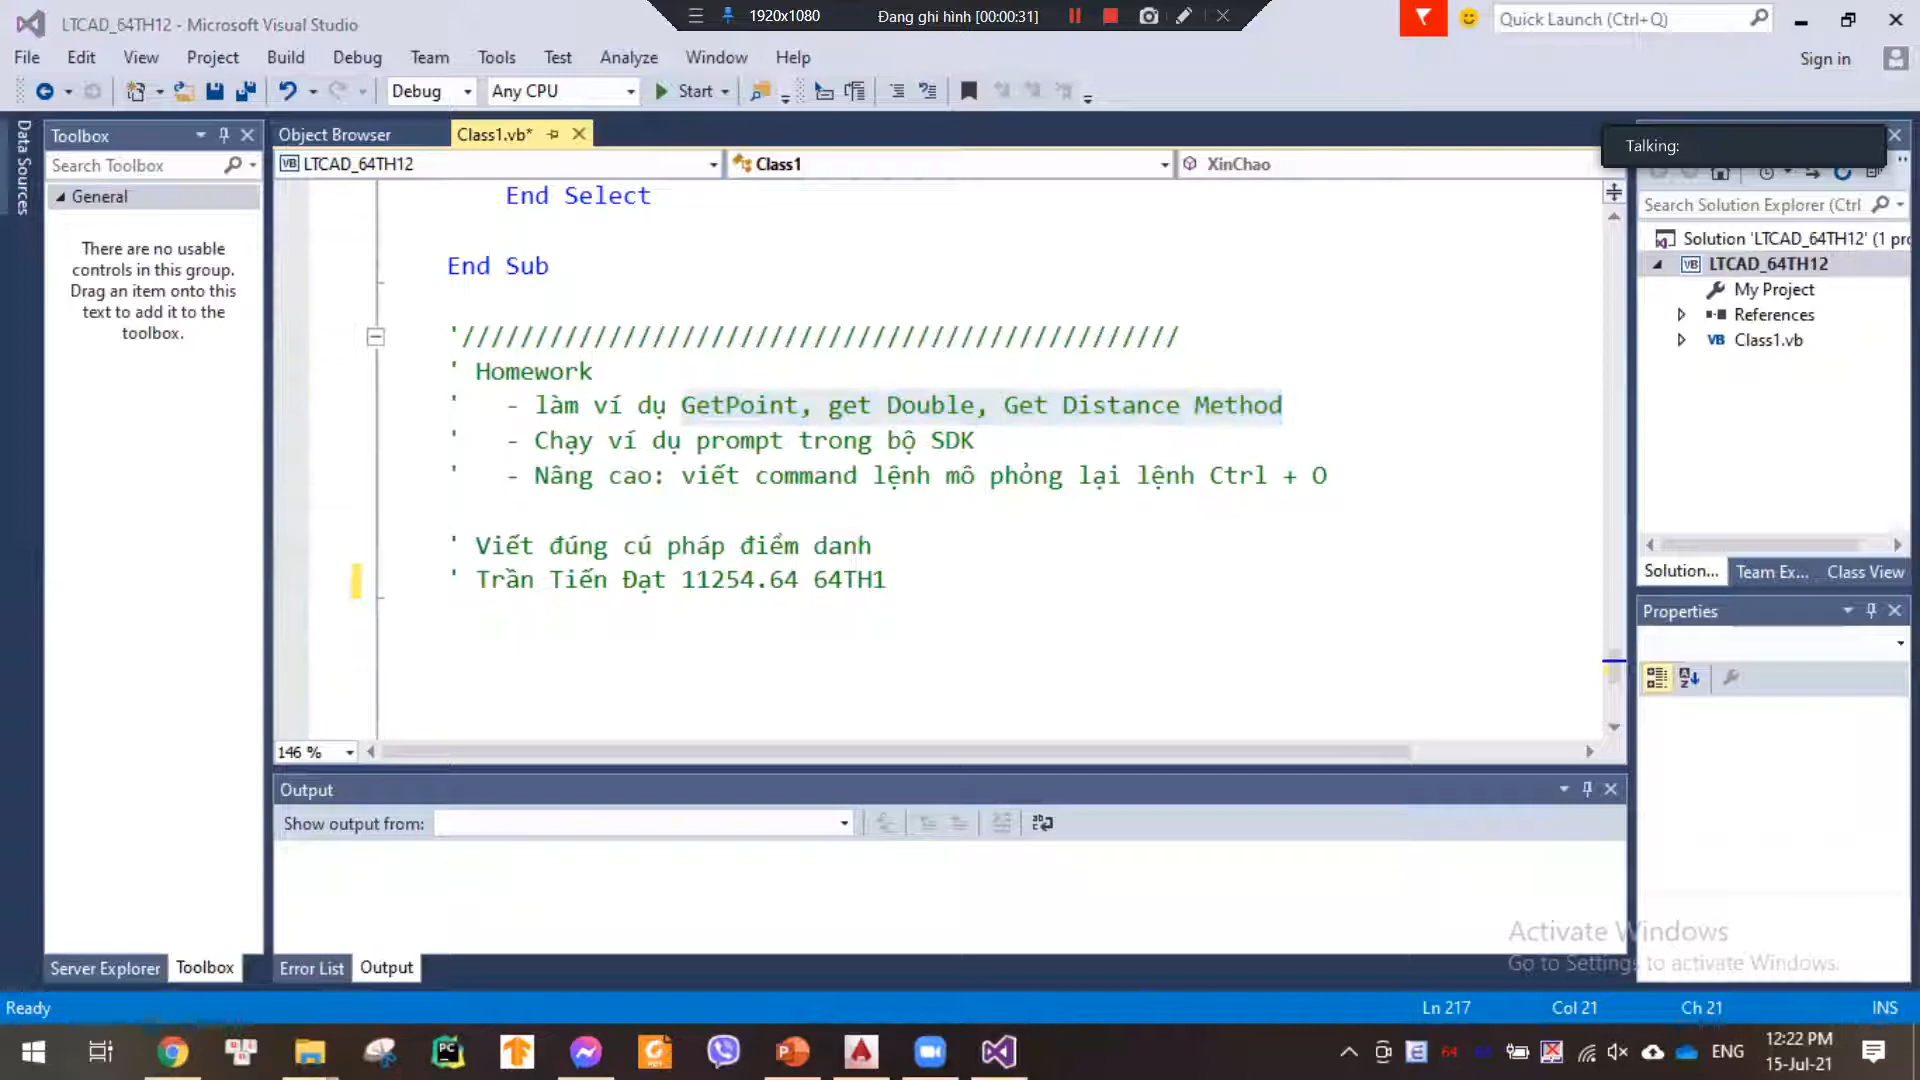 LTCAD_64TH12 - Microsoft Visual Studio
1920x1080
Đang ghi hình [00:00:31]
Quick Launch (Ctrl+Q)
File Edit View Project Build Debug Team Tools Test Analyze Window Help
Sign in
Debug
Any CPU
Start
Data Sources
Toolbox
Search Toolbox
General
There are no usable
controls in this group.
Drag an item onto this
text to add it to the
toolbox.
Object Browser
Class1.vb*
LTCAD_64TH12
Class1
XinChao
End Select
End Sub
'/////////////////////////////////////////////////
' Homework
' - làm ví dụ GetPoint, get Double, Get Distance Method
' - Chạy ví dụ prompt trong bộ SDK
' - Nâng cao: viết command lệnh mô phỏng lại lệnh Ctrl + O
' Viết đúng cú pháp điểm danh
' Trần Tiến Đạt 11254.64 64TH1
146 %
Talking:
Search Solution Explorer (Ctrl
Solution 'LTCAD_64TH12' (1 pro
LTCAD_64TH12
My Project
References
Class1.vb
Solution... Team Ex... Class View
Properties
Output
Show output from:
Server Explorer Toolbox
Error List Output
Activate Windows
Go to Settings to activate Windows.
Ready
Ln 217
Col 21
Ch 21
INS
64
ENG
12:22 PM
15-Jul-21